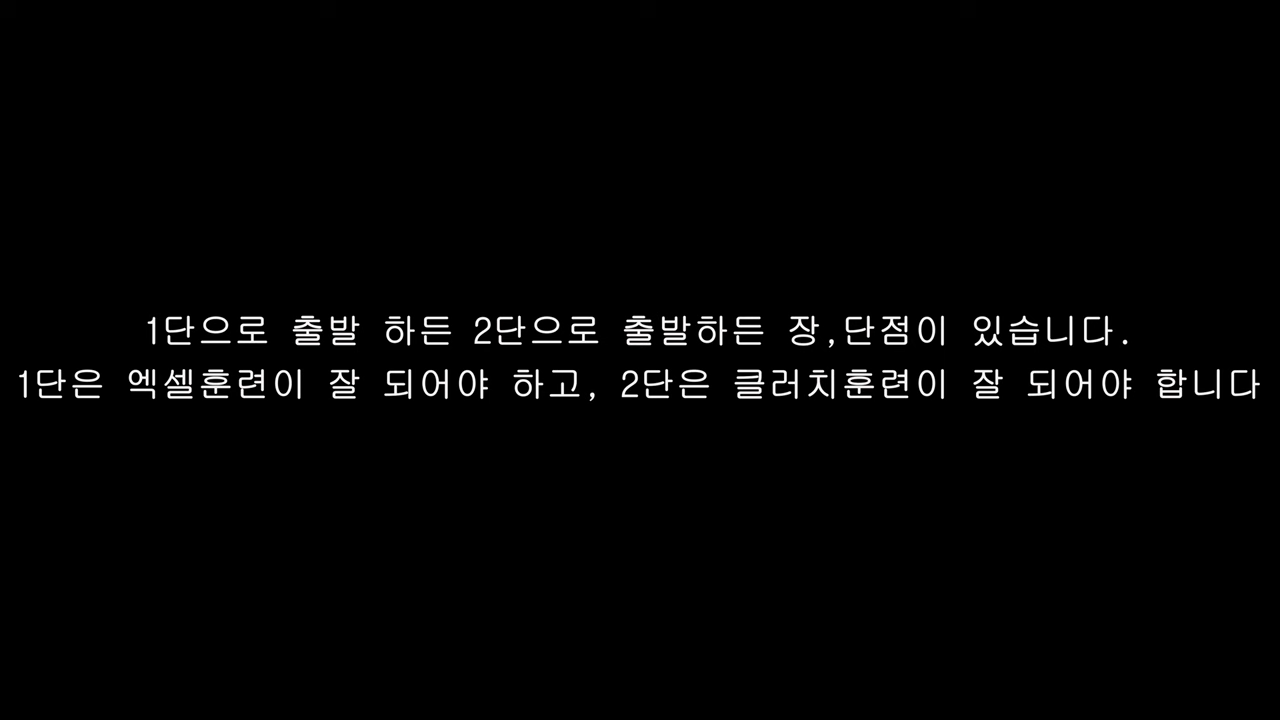 1단으로 출발 하든 2단으로 출발하든 장,단점이 있습니다.
1단은 엑셀훈련이 잘 되어야 하고, 2단은 클러치훈련이 잘 되어야 합니다